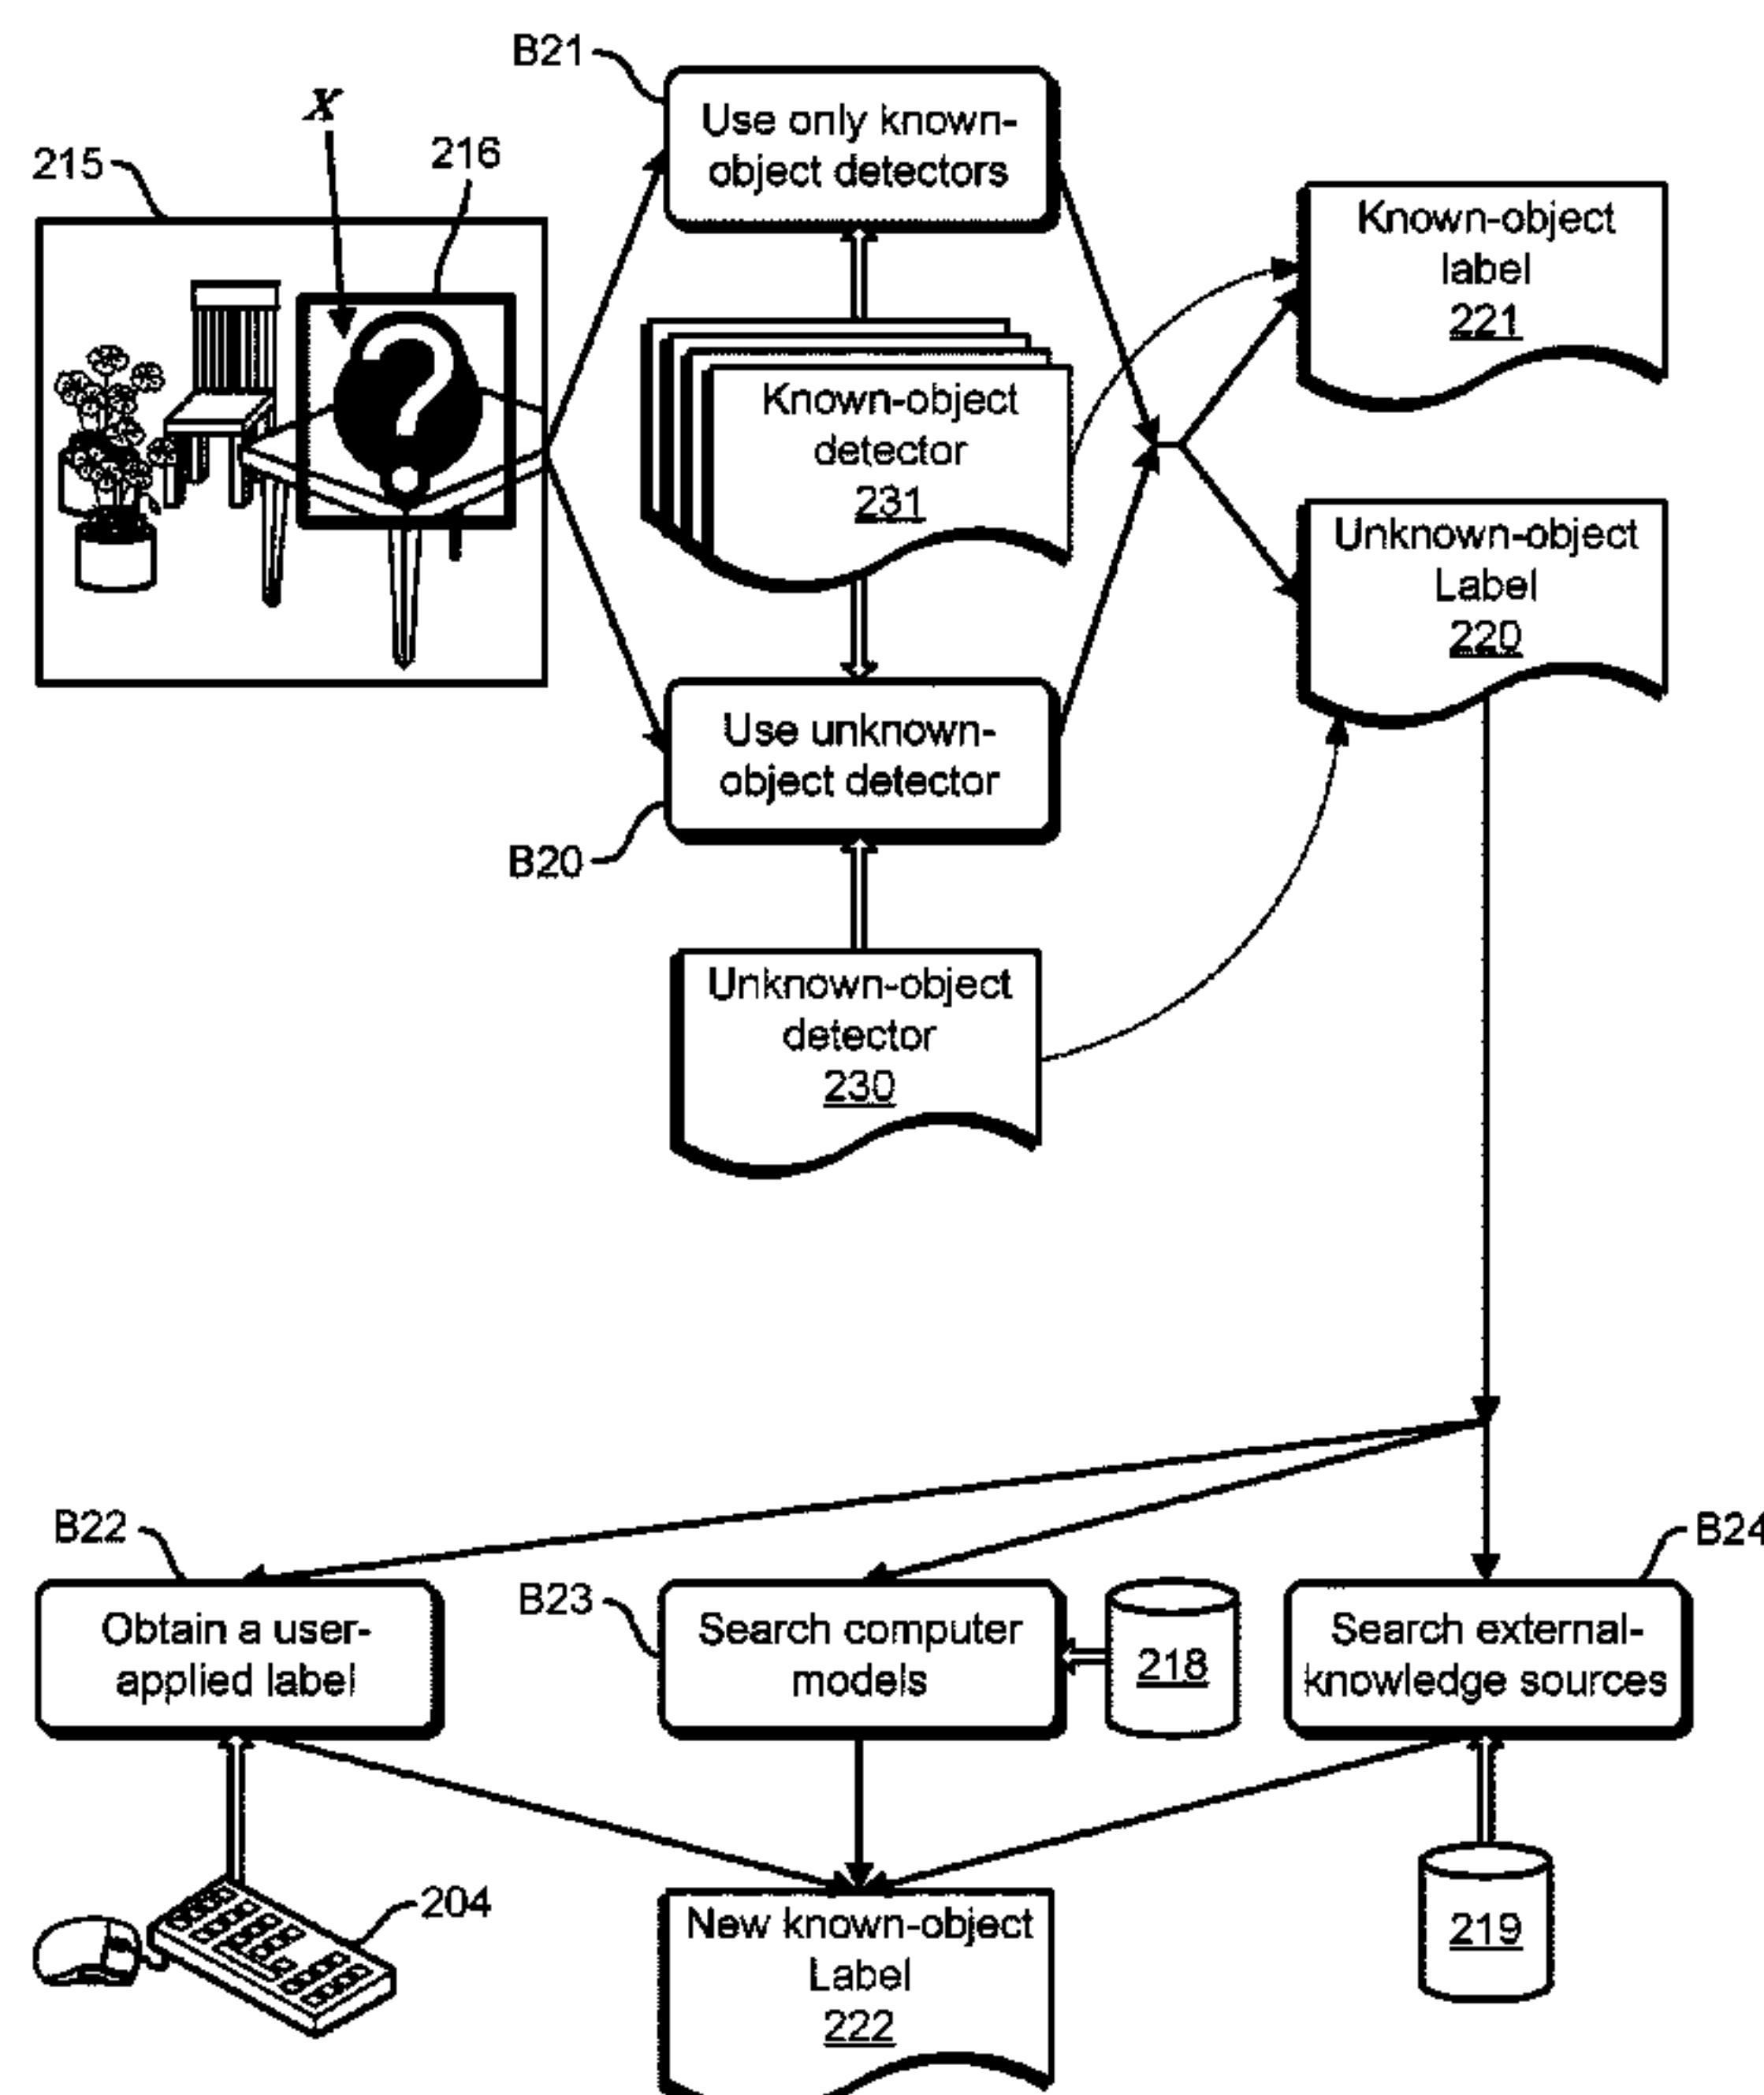 B21
X
215
216
Use only known-
object detectors
Known-object
label
221
Known-object
detector
231
Unknown-object
Label
220
Use unknown-
object detector
B20
Unknown-object
detector
230
B22
B23
B24
Obtain a user-
applied label
Search computer
models
218
Search external-
knowledge sources
204
New known-object
Label
222
219